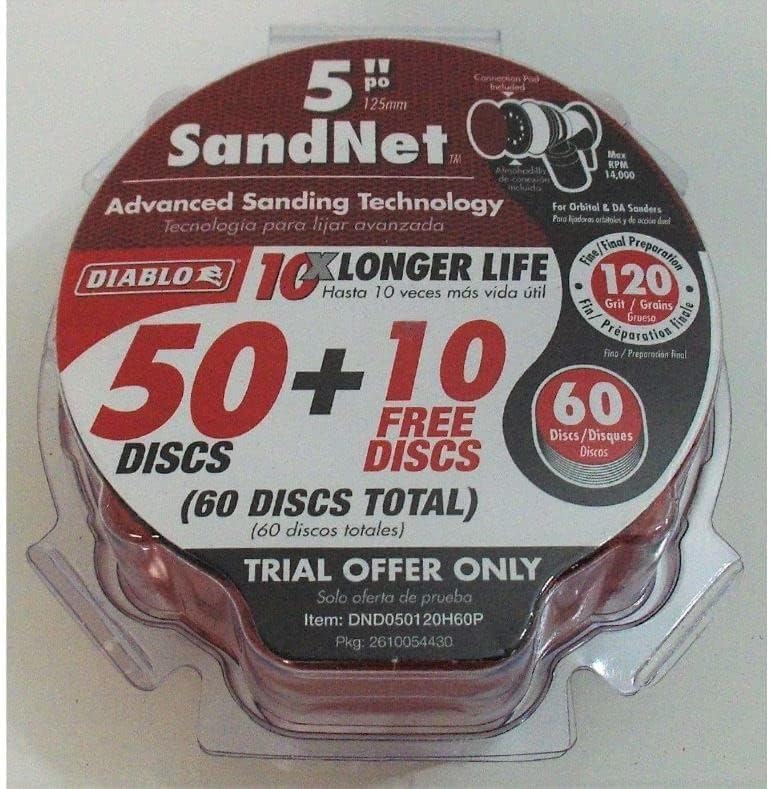 5"
po
125mm
SandNet™
Connection Pad
Included
Almohadilla
de conexión
incluida
Max
RPM
14,000
Advanced Sanding Technology
Tecnología para lijar avanzada
For Orbital & DA Sanders
Para lijadoras orbitales y de acción dual
DIABLO
10X LONGER LIFE
Hasta 10 veces más vida útil
Fine/Final Preparation
120
Grit / Grains
Grueso
Fin/Préparation finale
Fino / Preparación final
50 + 10
DISCS
FREE
DISCS
60
Discs/Disques
Discos
(60 DISCS TOTAL)
(60 discos totales)
TRIAL OFFER ONLY
Solo oferta de prueba
Item: DND050120H60P
Pkg: 2610054430